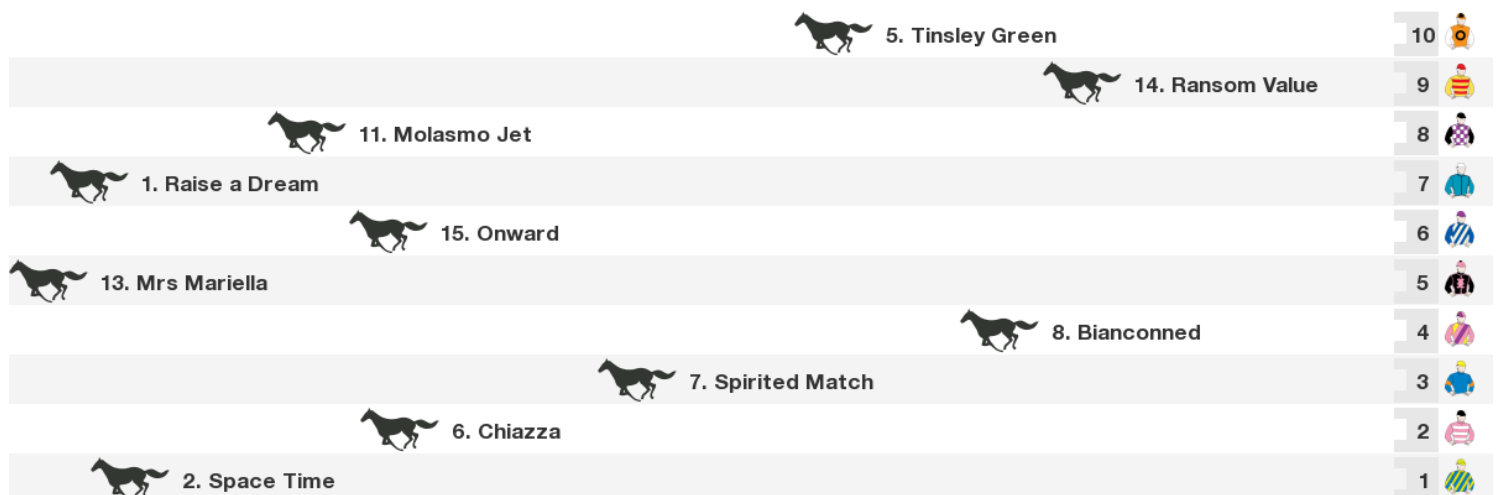 5. Tinsley Green 10
14. Ransom Value 9
11. Molasmo Jet 8
1. Raise a Dream 7
15. Onward 6
13. Mrs Mariella 5
8. Bianconned 4
7. Spirited Match 3
6. Chiazza 2
2. Space Time 1